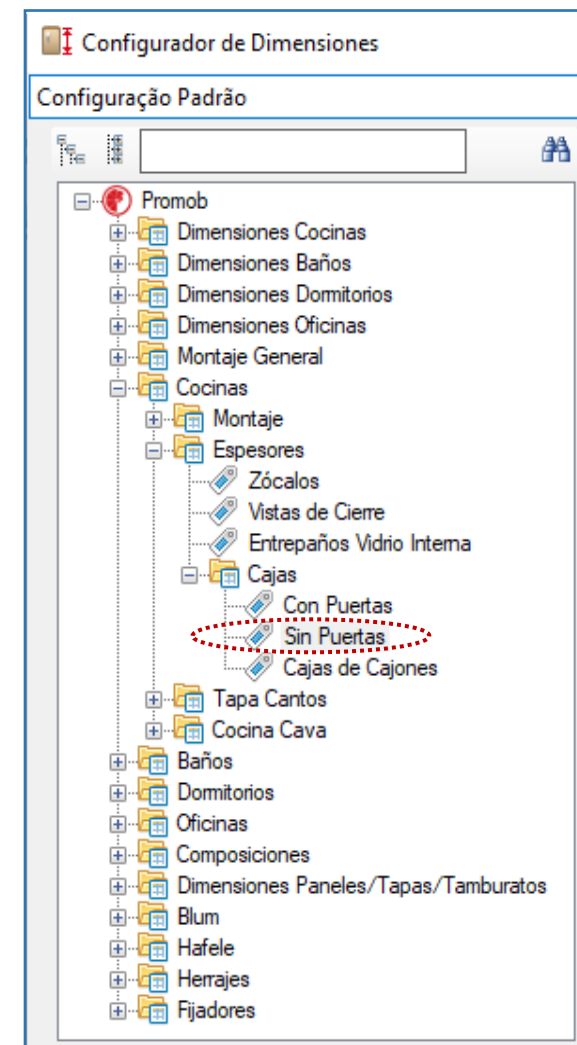 Configurador de Dimensiones
Configuração Padrão
Promob
Dimensiones Cocinas
Dimensiones Baños
Dimensiones Dormitorios
Dimensiones Oficinas
Montaje General
Cocinas
Montaje
Espesores
Zócalos
Vistas de Cierre
Entrepaños Vidrio Interna
Cajas
Con Puertas
Sin Puertas
Cajas de Cajones
Tapa Cantos
Cocina Cava
Baños
Dormitorios
Oficinas
Composiciones
Dimensiones Paneles/Tapas/Tamburatos
Blum
Hafele
Herrajes
Fijadores